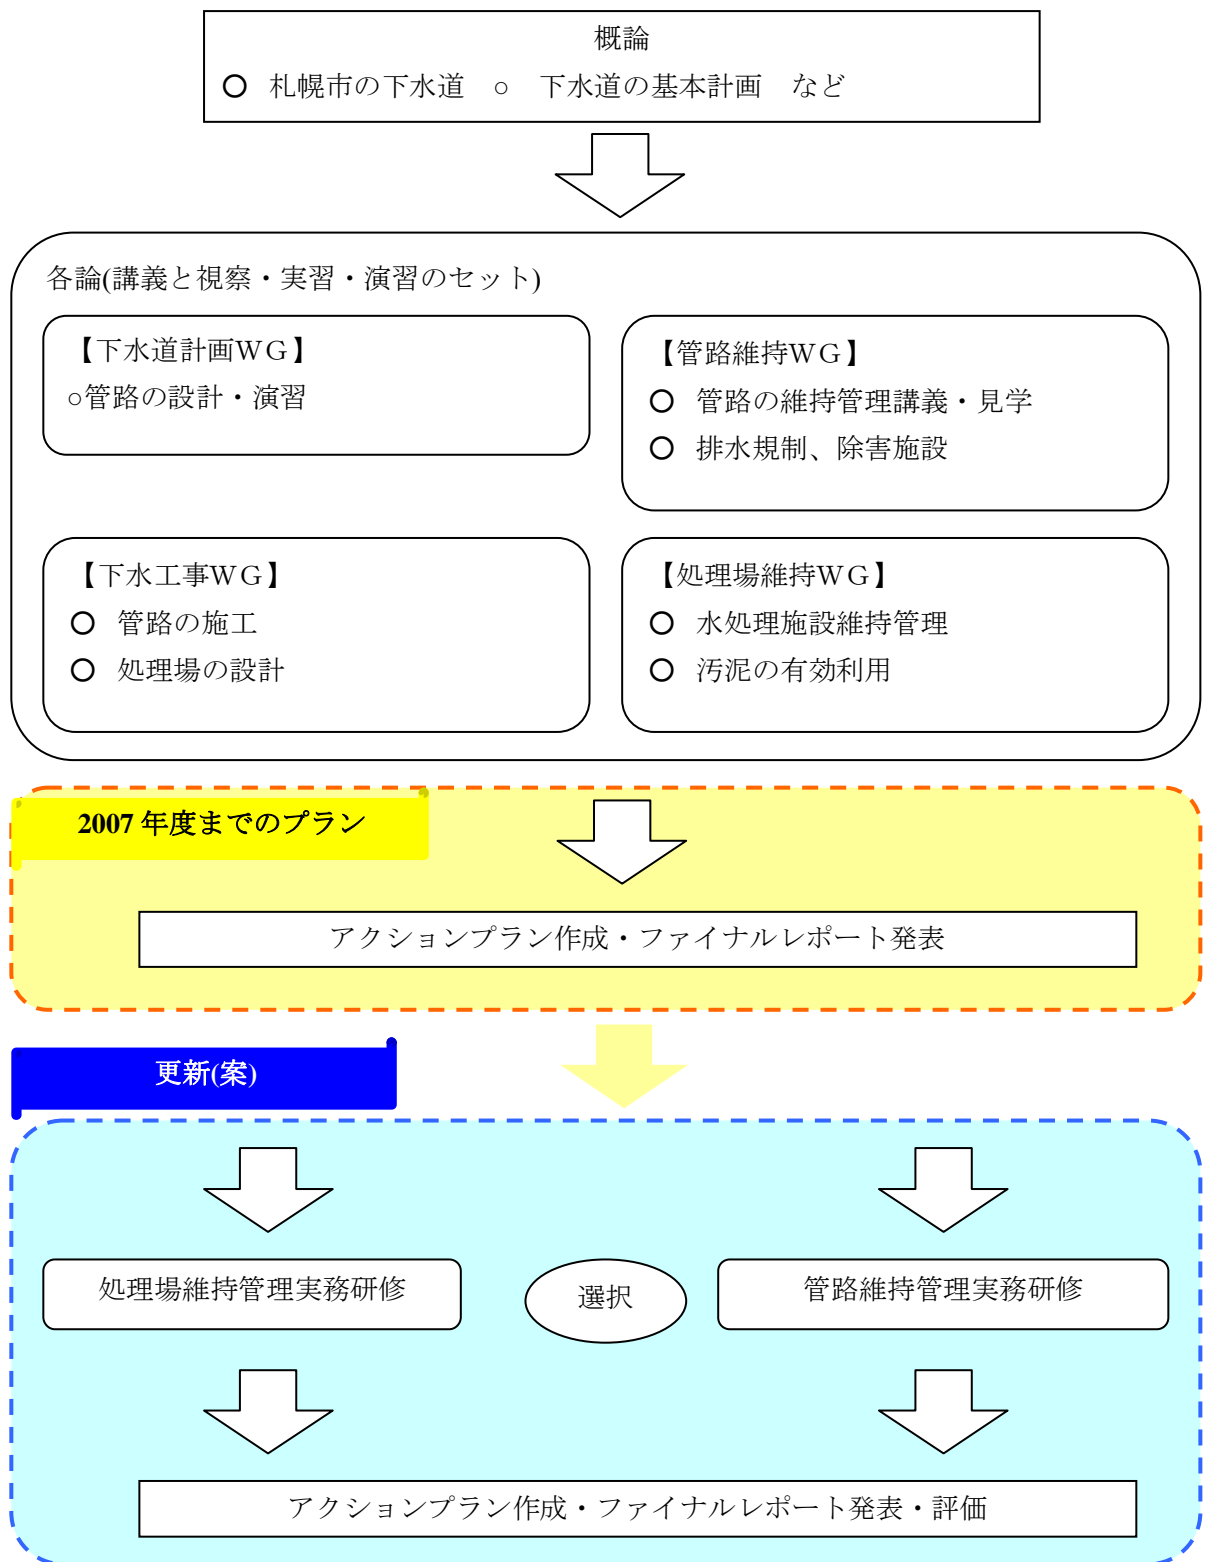 概論
○ 札幌市の下水道 ○ 下水道の基本計画 など
各論(講義と視察・実習・演習のセット)
【下水道計画WG】
○管路の設計・演習
【管路維持WG】
○ 管路の維持管理講義・見学
○ 排水規制、除害施設
【下水工事WG】
○ 管路の施工
○ 処理場の設計
【処理場維持WG】
○ 水処理施設維持管理
○ 汚泥の有効利用
2007 年度までのプラン
アクションプラン作成・ファイナルレポート発表
更新(案)
処理場維持管理実務研修
選択
管路維持管理実務研修
アクションプラン作成・ファイナルレポート発表・評価